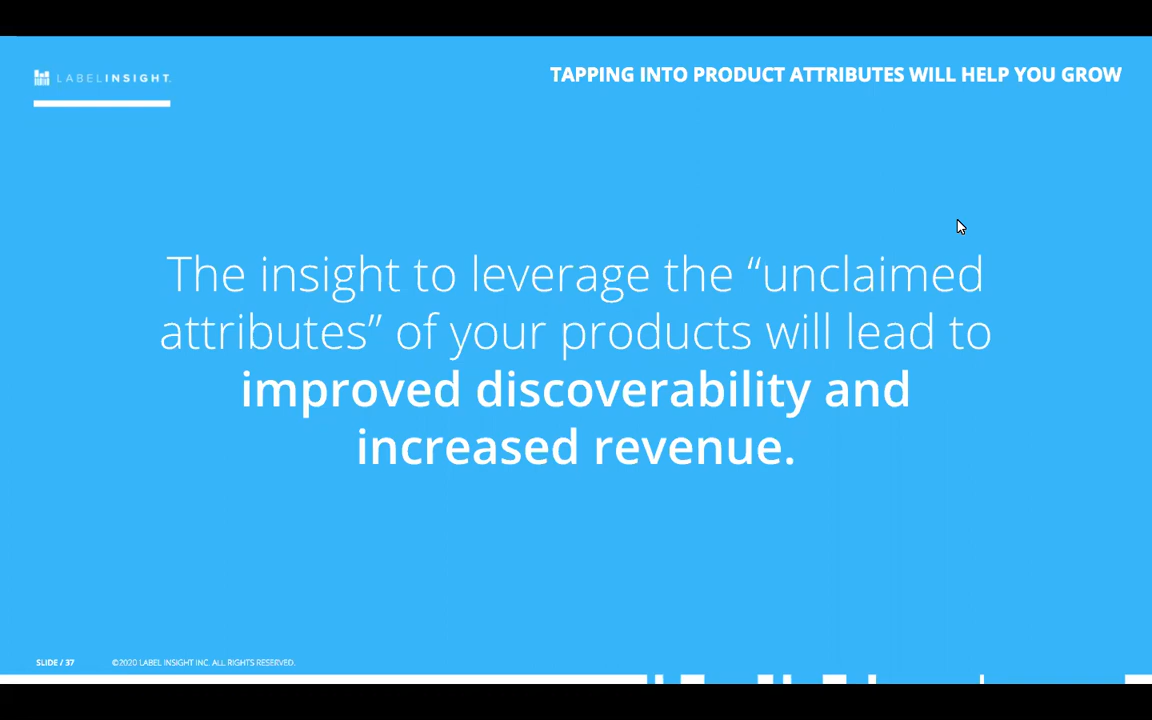 LABELINSIGHT.
TAPPING INTO PRODUCT ATTRIBUTES WILL HELP YOU GROW
The insight to leverage the “unclaimed
attributes” of your products will lead to
improved discoverability and
increased revenue.
SLIDE / 37
©2020 LABEL INSIGHT INC. ALL RIGHTS RESERVED.